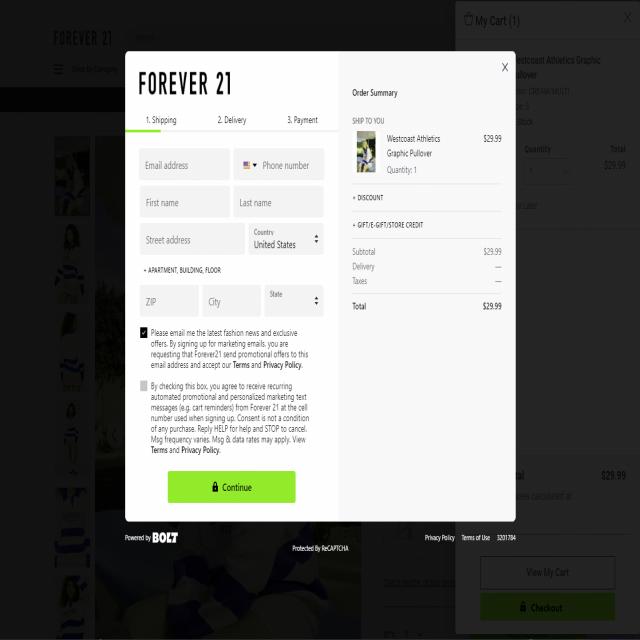 FOREVER 21
My Cart (1)
Westcoast Athletics Graphic
Quantity
Total
1
$29.99
FOREVER 21
1. Shipping
2. Delivery
3. Payment
Email address
Phone number
First name
Last name
Street address
Country
United States
+ APARTMENT, BUILDING, FLOOR
ZIP
City
State
Please email me the latest fashion news and exclusive
offers. By signing up for marketing emails, you are
requesting that Forever21 send promotional offers to this
email address and accept our Terms and Privacy Policy.
By checking this box, you agree to receive recurring
automated promotional and personalized marketing text
messages (e.g. cart reminders) from Forever 21 at the cell
number used when signing up. Consent is not a condition
of any purchase. Reply HELP for help and STOP to cancel.
Msg frequency varies. Msg & data rates may apply. View
Terms and Privacy Policy.
Continue
X
Order Summary
SHIP TO YOU
Westcoast Athletics
$29.99
Graphic Pullover
Quantity: 1
+ DISCOUNT
+ GIFT/E-GIFT/STORE CREDIT
Subtotal
$29.99
Delivery
—
Taxes
—
Total
$29.99
Powered by BOLT
Privacy Policy
Terms of Use
3201784
Protected By ReCAPTCHA
$29.99
View My Cart
Checkout